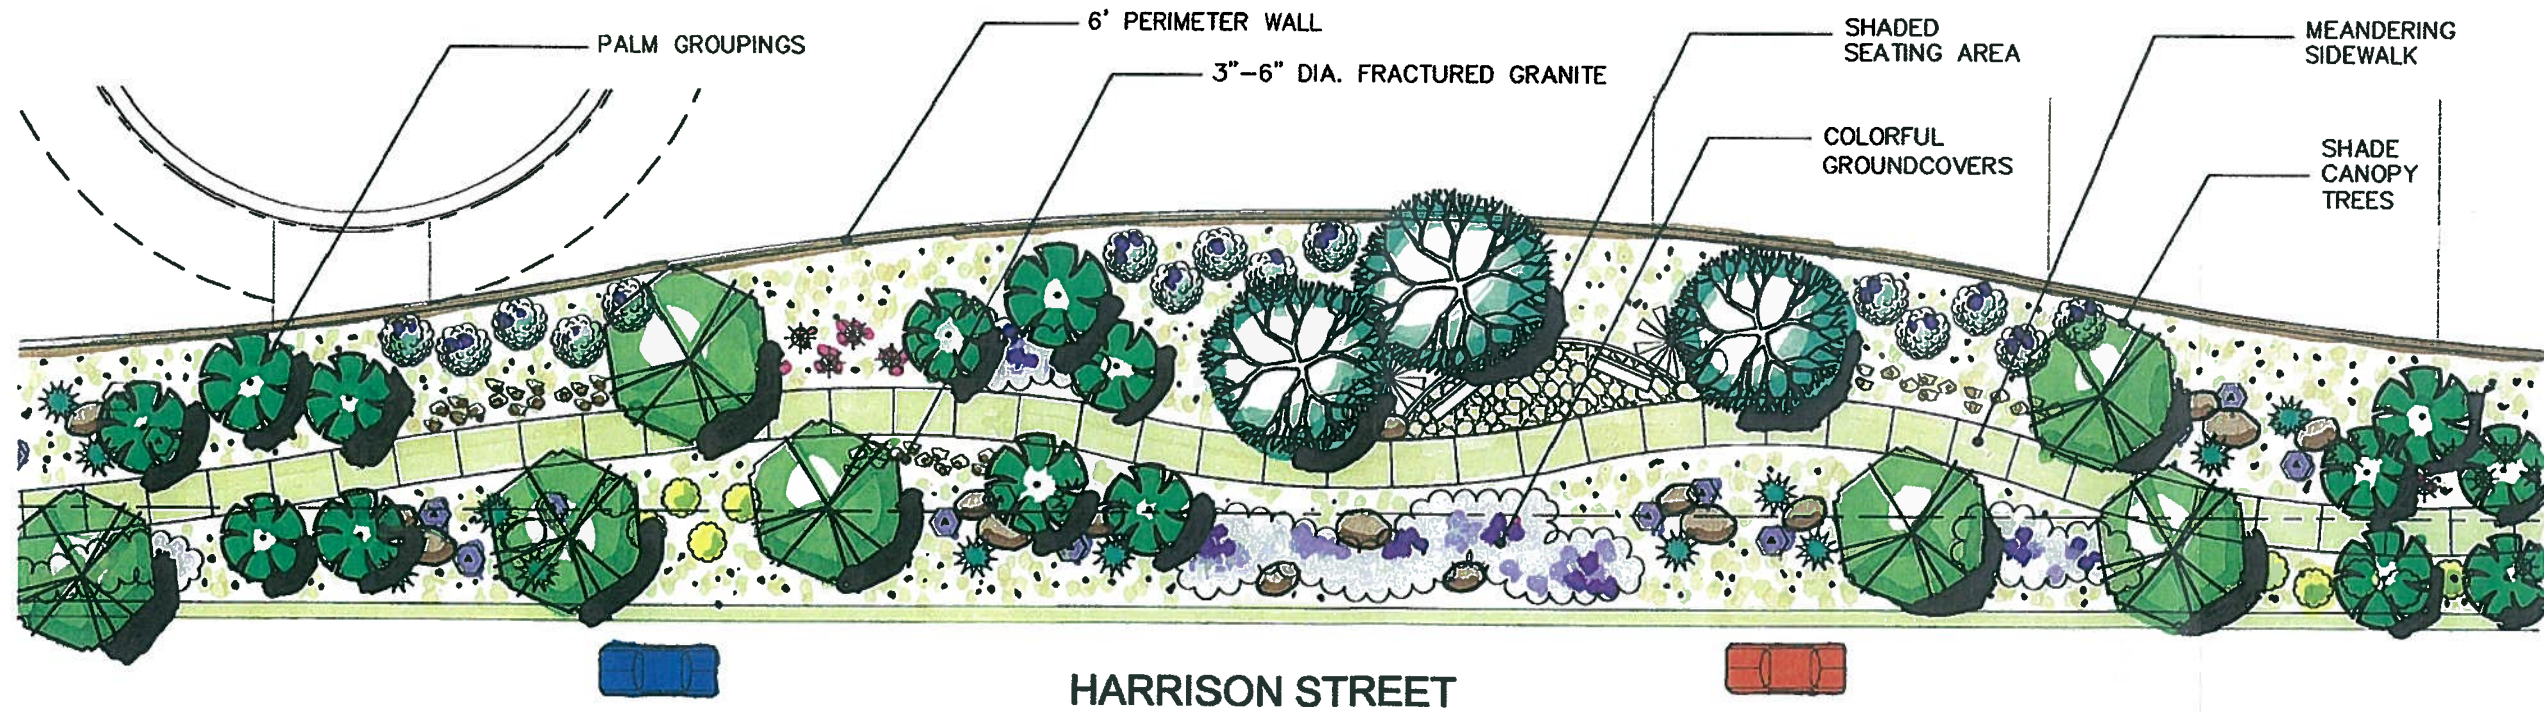 PALM GROUPINGS
6' PERIMETER WALL
3"-6" DIA. FRACTURED GRANITE
SHADED
SEATING AREA
COLORFUL
GROUNDCOVERS
MEANDERING
SIDEWALK
SHADE
CANOPY
TREES
HARRISON STREET